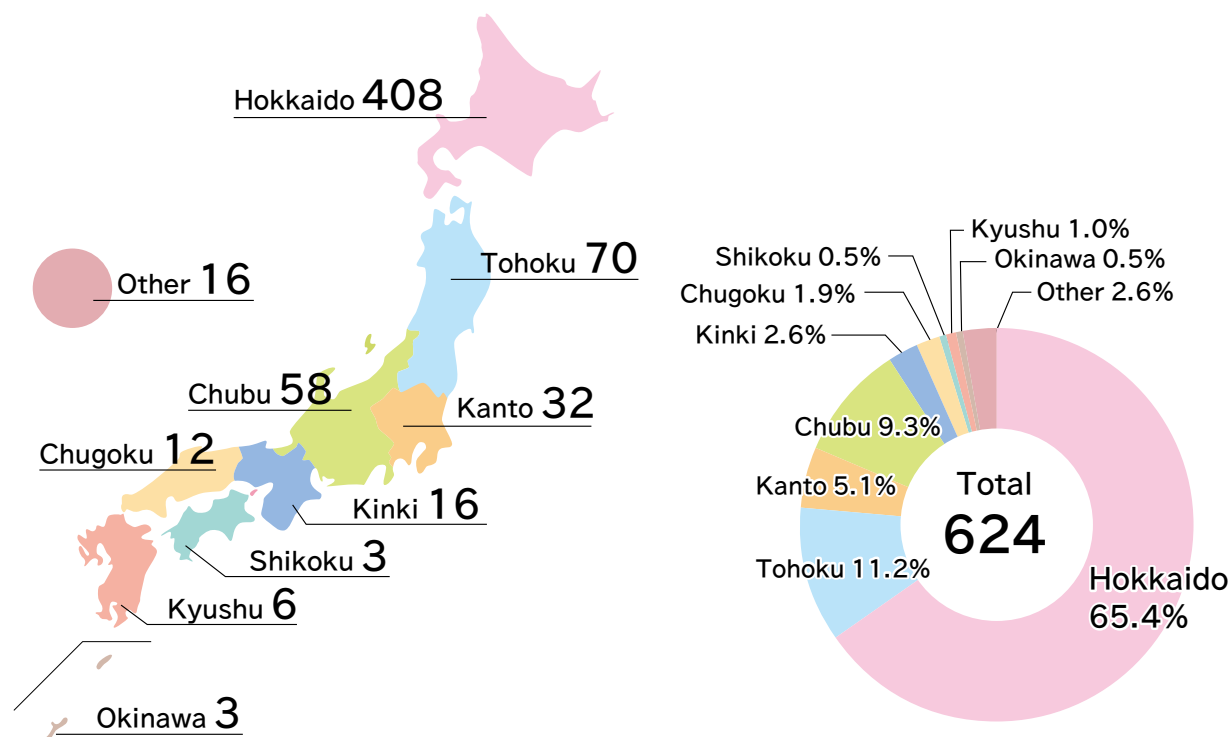 Hokkaido 408
Tohoku 70
Other 16
Chubu 58
Kanto 32
Chugoku 12
Kinki 16
Shikoku 3
Kyushu 6
Okinawa 3
Kyushu 1.0%
Shikoku 0.5%
Okinawa 0.5%
Chugoku 1.9%
Other 2.6%
Kinki 2.6%
Chubu 9.3%
Kanto 5.1%
Tohoku 11.2%
Total
624
Hokkaido
65.4%